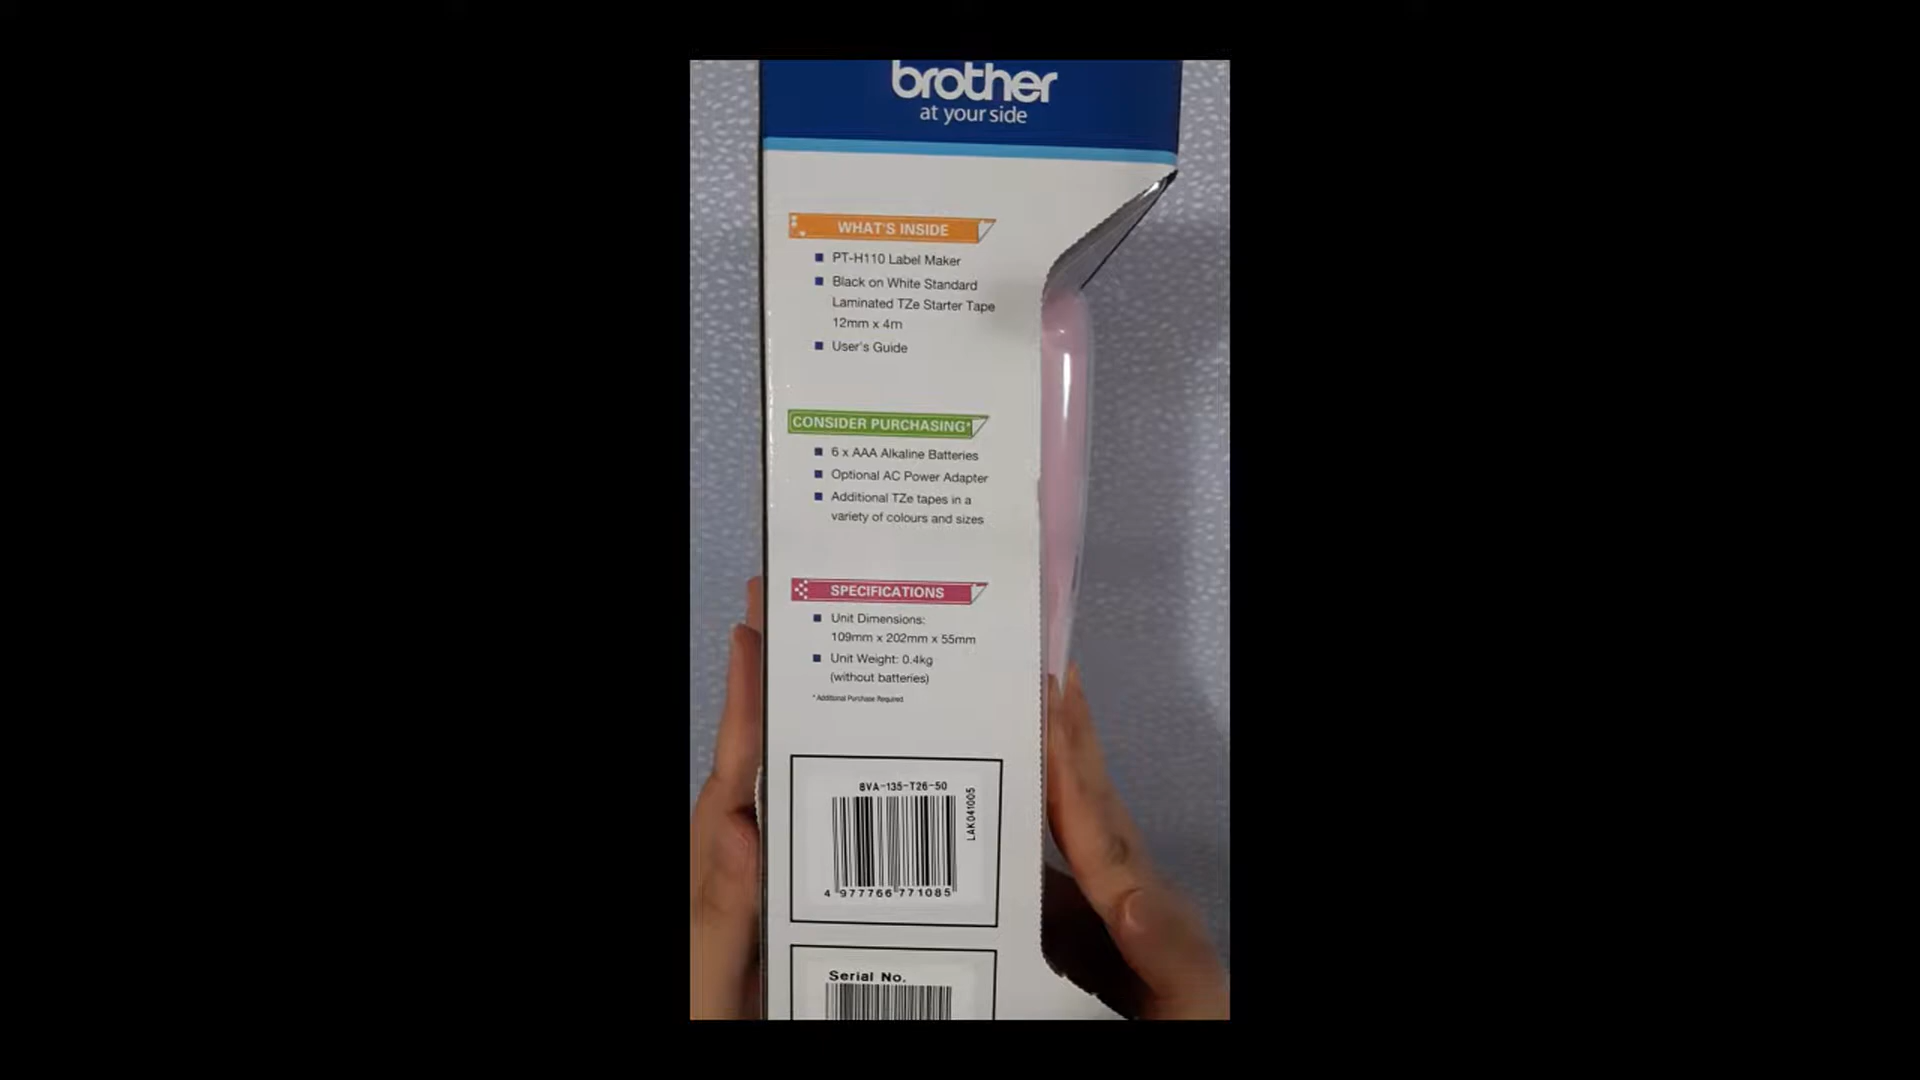 brother
at your side
WHAT'S INSIDE
PT-H110 Label Maker
Black on White Standard
Laminated TZe Starter Tape
12mm x 4m
User's Guide
CONSIDER PURCHASING*
6 x AAA Alkaline Batteries
Optional AC Power Adapter
Additional TZe tapes in a
variety of colours and sizes
SPECIFICATIONS
Unit Dimensions:
109mm x 202mm x 55mm
Unit Weight: 0.4kg
(without batteries)
* Additional Purchase Required
8VA-135-T26-50
LAK041005
4 977766 771085
Serial No.